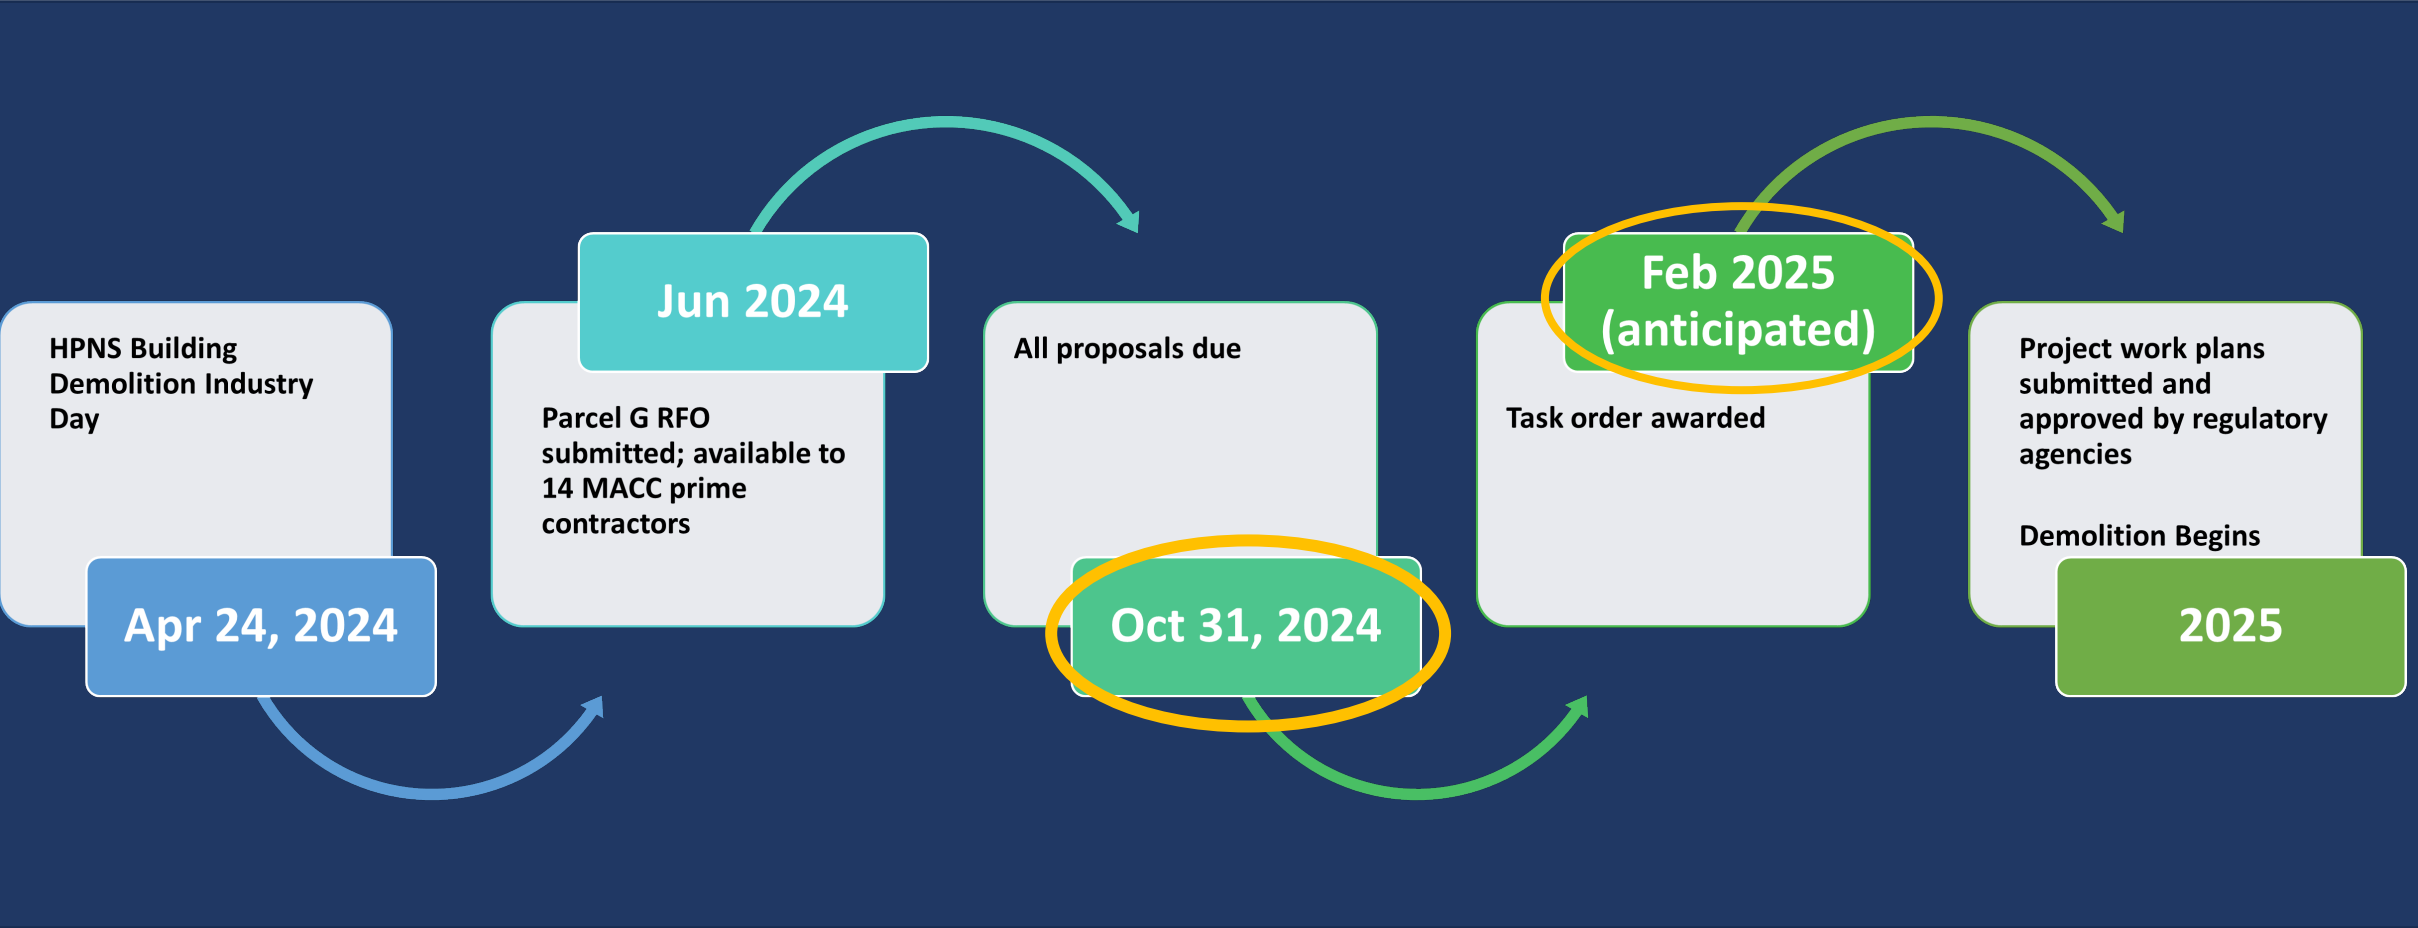 HPNS Building
Demolition Industry
Day
Apr 24, 2024
Jun 2024
Parcel G RFO
submitted; available to
14 MACC prime
contractors
All proposals due
Oct 31, 2024
Feb 2025
(anticipated)
Task order awarded
Project work plans
submitted and
approved by regulatory
agencies
Demolition Begins
2025